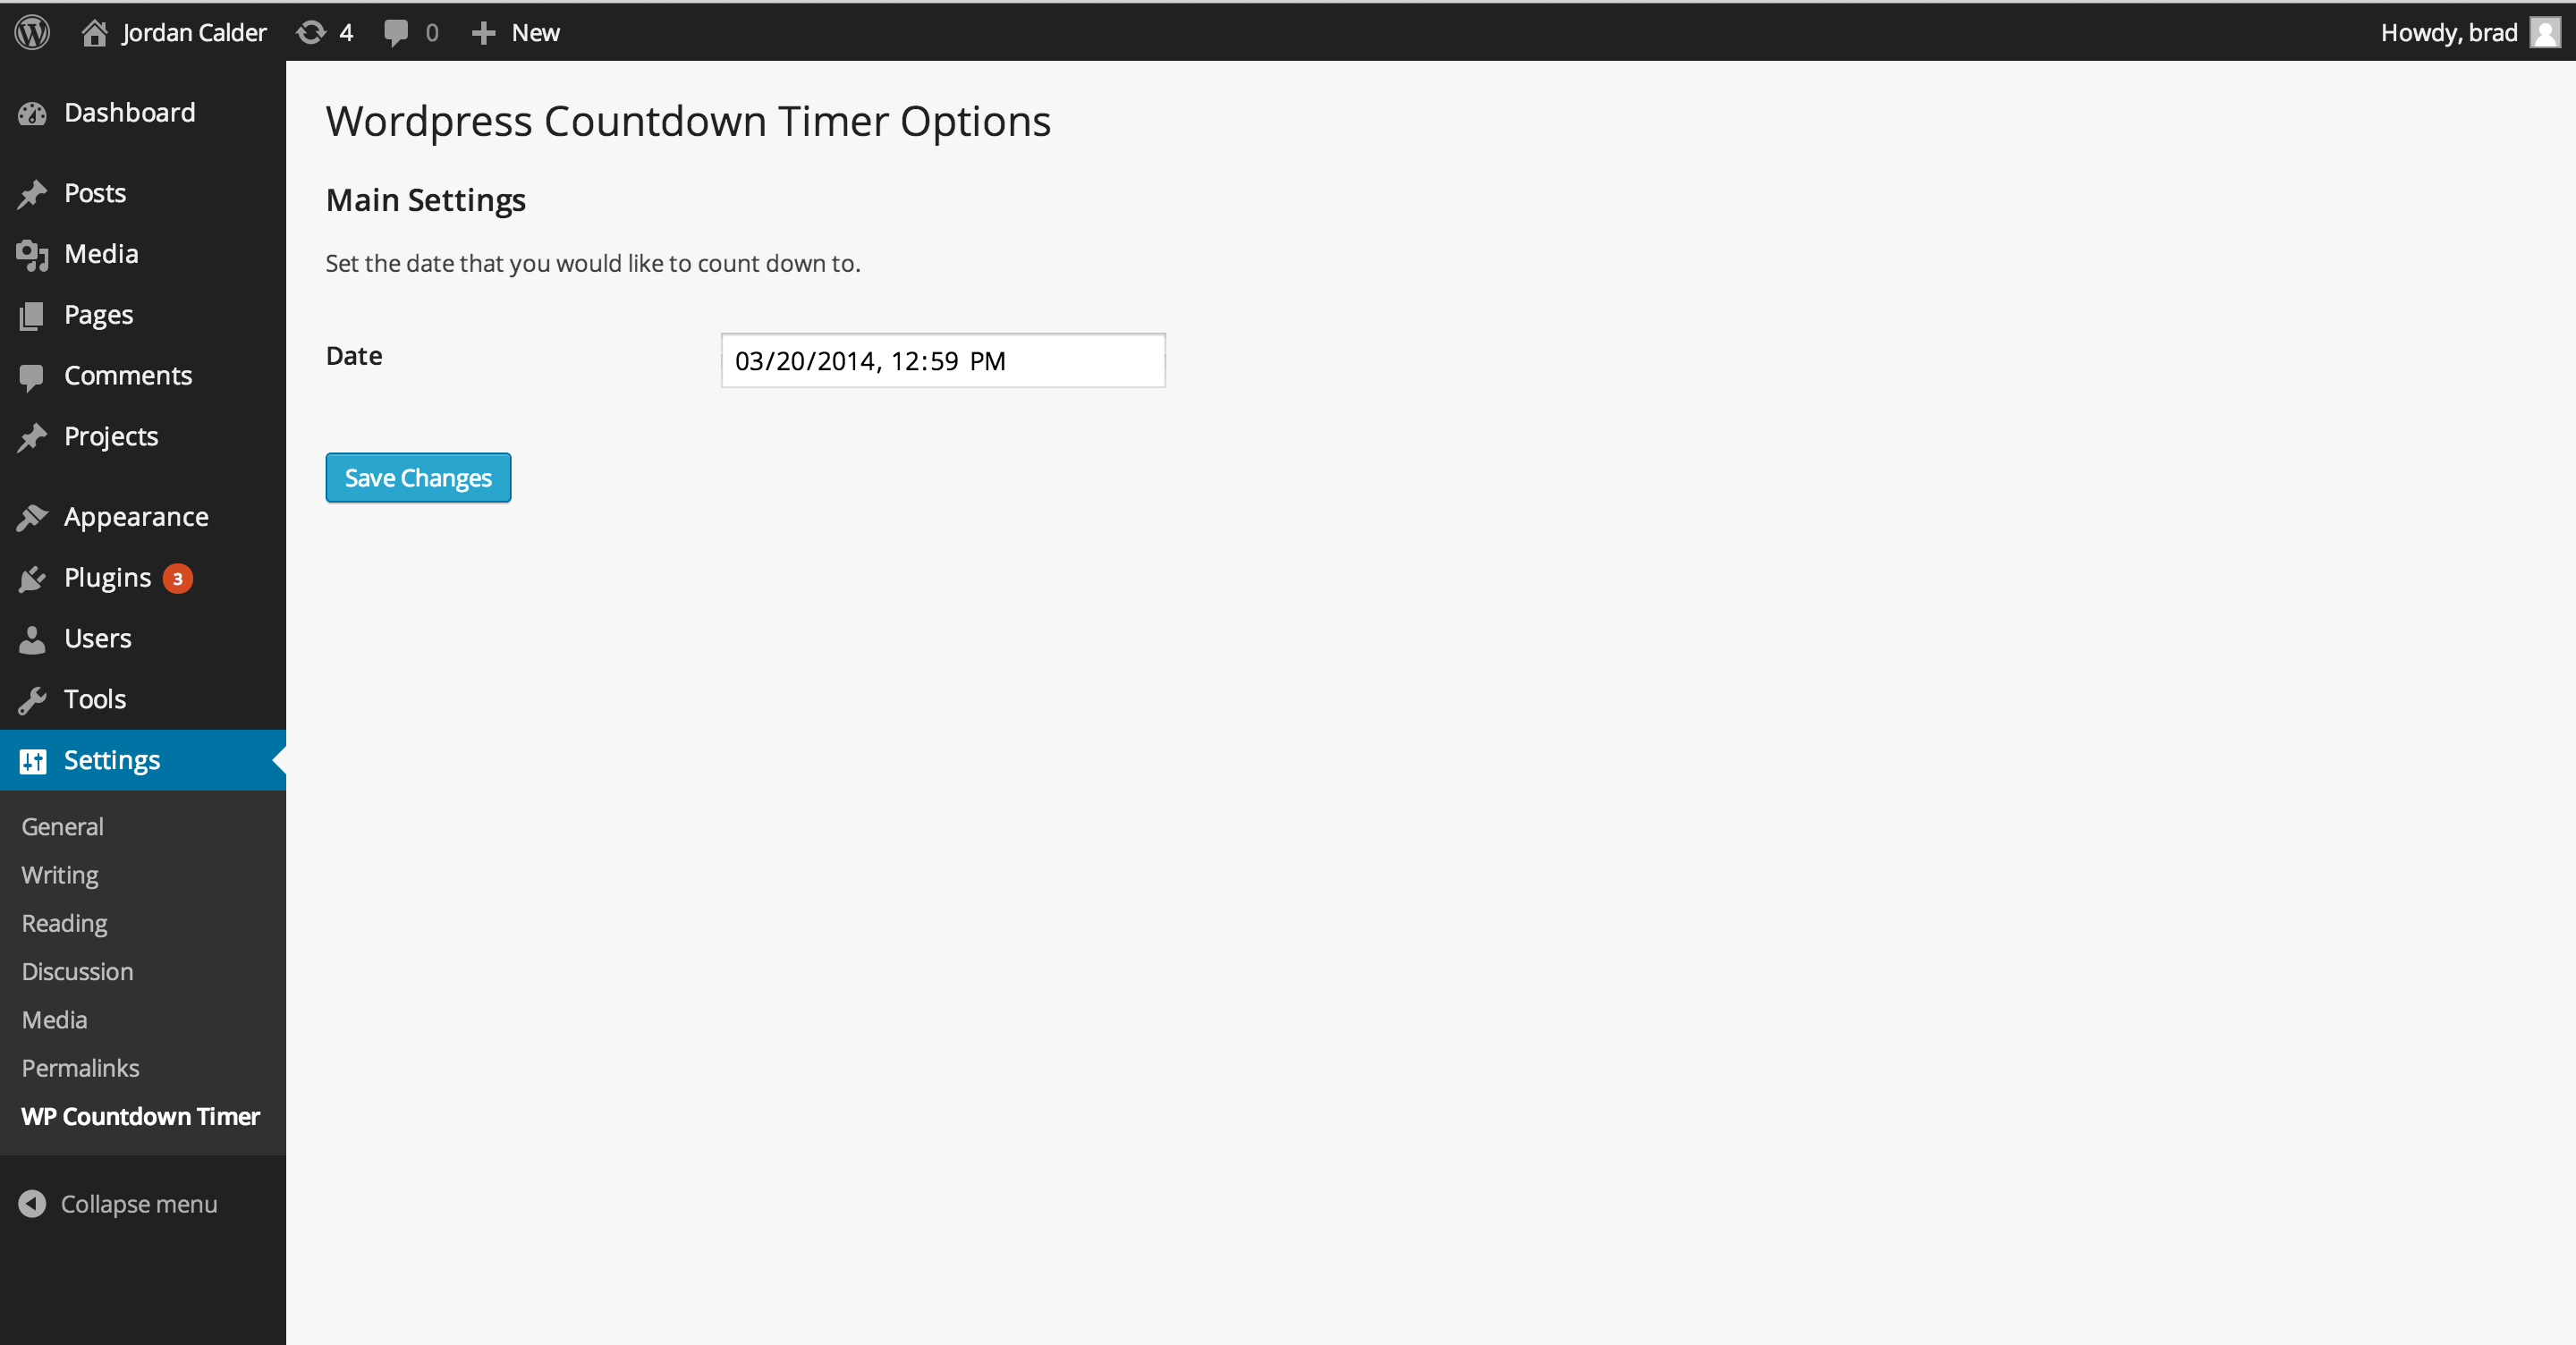 Jordan Calder 4 0 New Howdy, brad
Dashboard
Posts
Media
Pages
Comments
Projects
Appearance
Plugins 3
Users
Tools
Settings
General
Writing
Reading
Discussion
Media
Permalinks
WP Countdown Timer
Collapse menu
Wordpress Countdown Timer Options
Main Settings
Set the date that you would like to count down to.
Date 03/20/2014, 12:59 PM
Save Changes